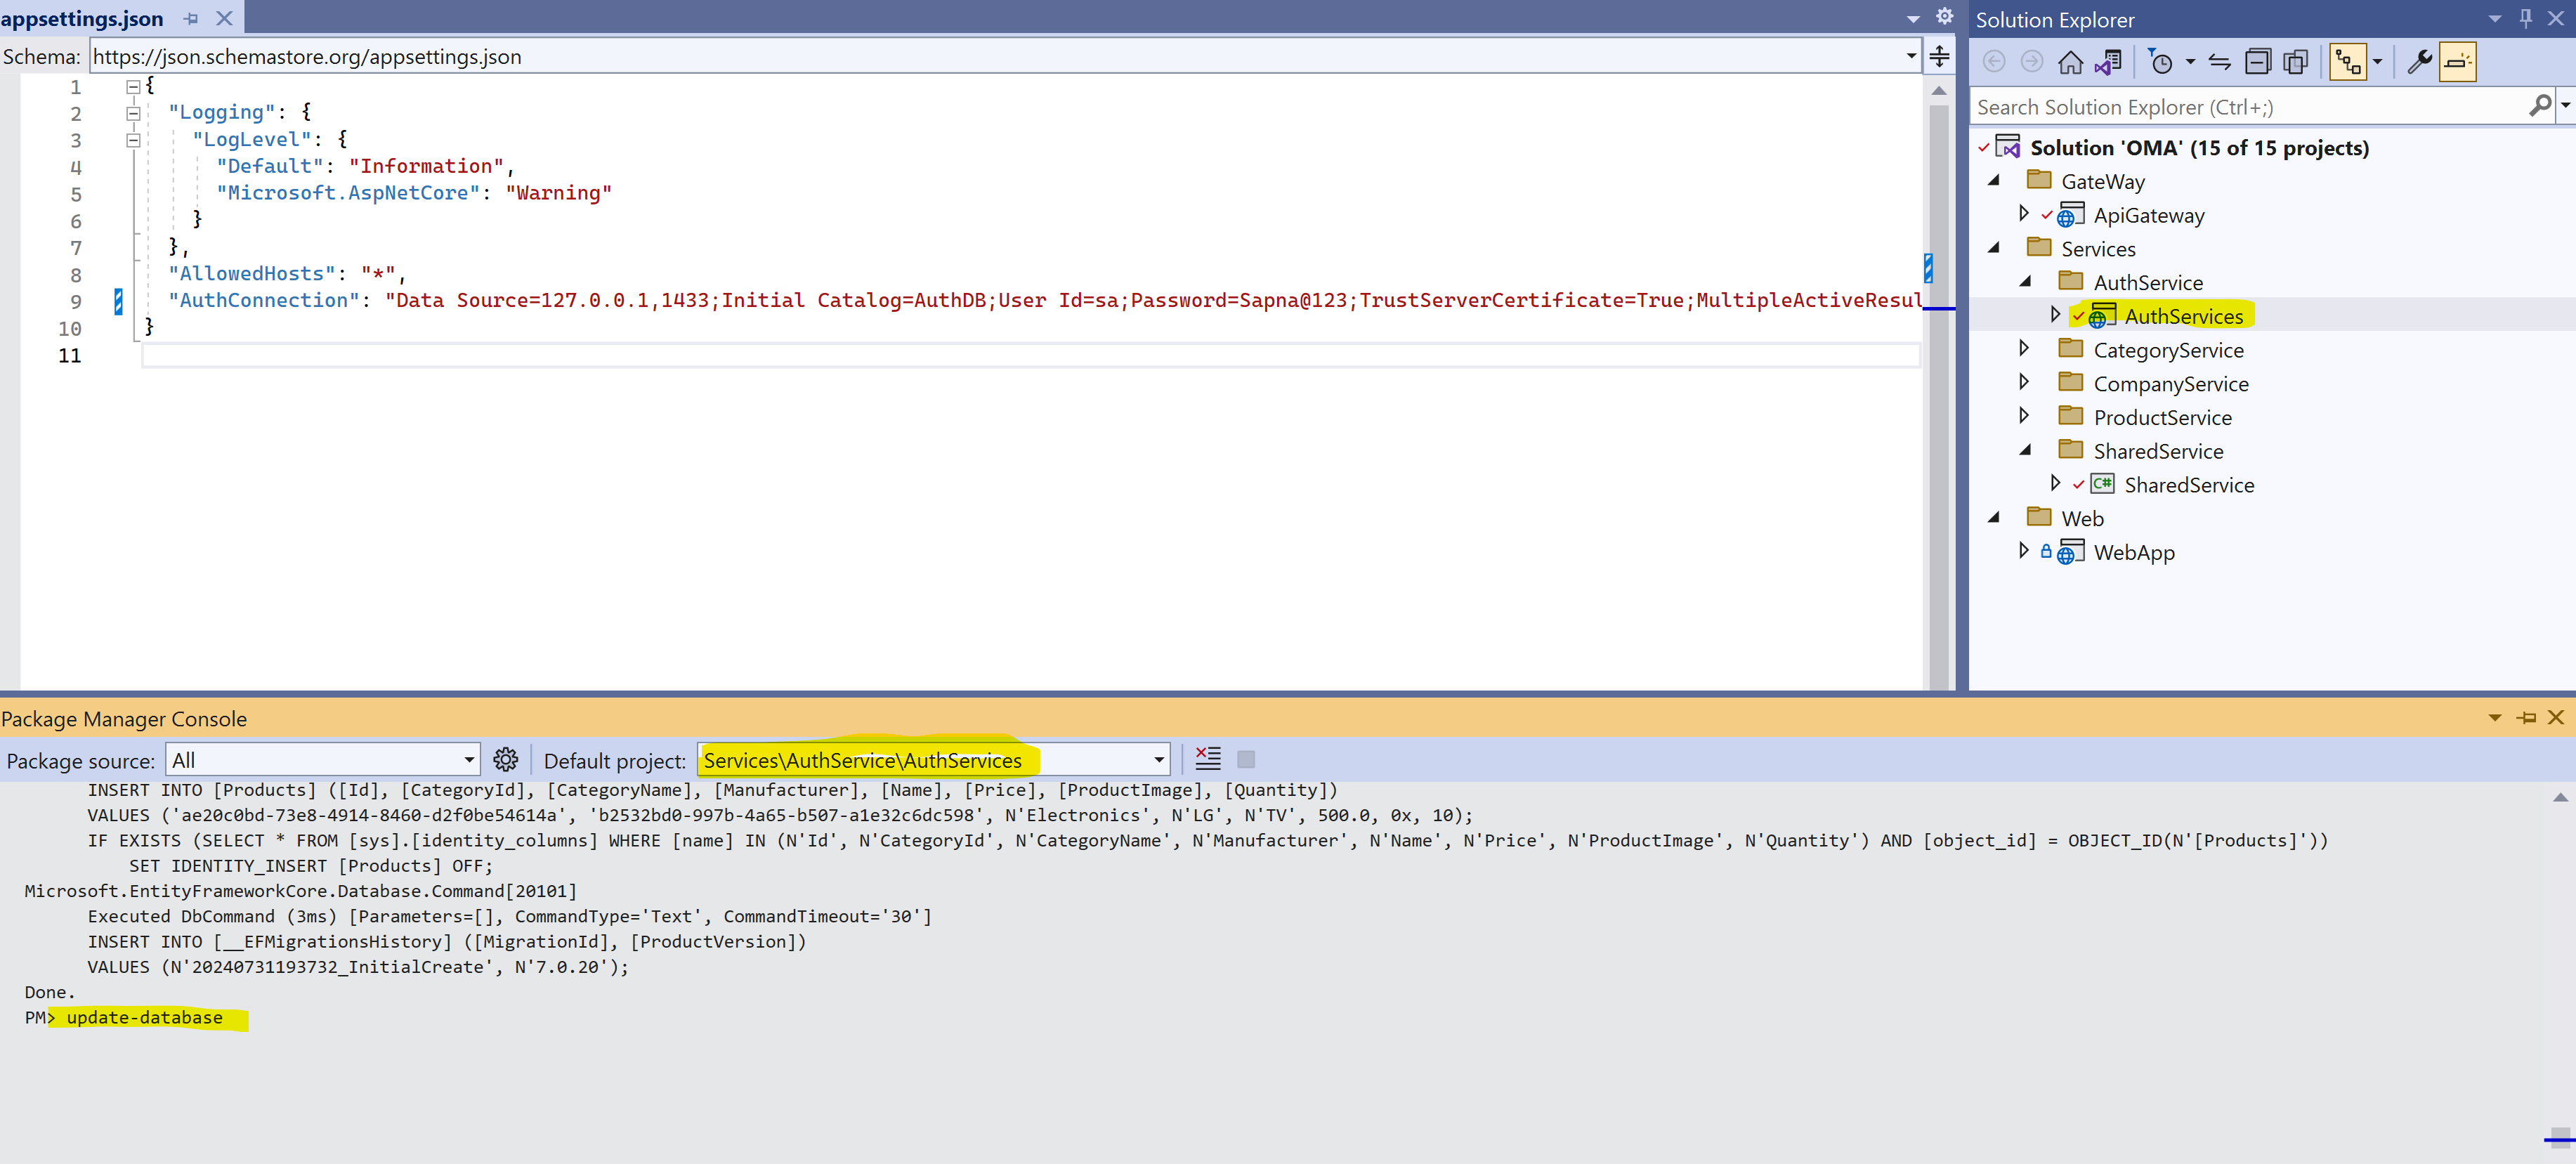 appsettings.json
Schema: https://json.schemastore.org/appsettings.json
1 {
2 "Logging": {
3 "LogLevel": {
4 "Default": "Information",
5 "Microsoft.AspNetCore": "Warning"
6 }
7 },
8 "AllowedHosts": "*",
9 "AuthConnection": "Data Source=127.0.0.1,1433;Initial Catalog=AuthDB;User Id=sa;Password=Sapna@123;TrustServerCertificate=True;MultipleActiveResul
10 }
11
Solution Explorer
Search Solution Explorer (Ctrl+;)
Solution 'OMA' (15 of 15 projects)
GateWay
ApiGateway
Services
AuthService
AuthServices
CategoryService
CompanyService
ProductService
SharedService
C# SharedService
Web
WebApp
Package Manager Console
Package source: All Default project: Services\AuthService\AuthServices
INSERT INTO [Products] ([Id], [CategoryId], [CategoryName], [Manufacturer], [Name], [Price], [ProductImage], [Quantity])
VALUES ('ae20c0bd-73e8-4914-8460-d2f0be54614a', 'b2532bd0-997b-4a65-b507-a1e32c6dc598', N'Electronics', N'LG', N'TV', 500.0, 0x, 10);
IF EXISTS (SELECT * FROM [sys].[identity_columns] WHERE [name] IN (N'Id', N'CategoryId', N'CategoryName', N'Manufacturer', N'Name', N'Price', N'ProductImage', N'Quantity') AND [object_id] = OBJECT_ID(N'[Products]'))
SET IDENTITY_INSERT [Products] OFF;
Microsoft.EntityFrameworkCore.Database.Command[20101]
Executed DbCommand (3ms) [Parameters=[], CommandType='Text', CommandTimeout='30']
INSERT INTO [__EFMigrationsHistory] ([MigrationId], [ProductVersion])
VALUES (N'20240731193732_InitialCreate', N'7.0.20');
Done.
PM> update-database